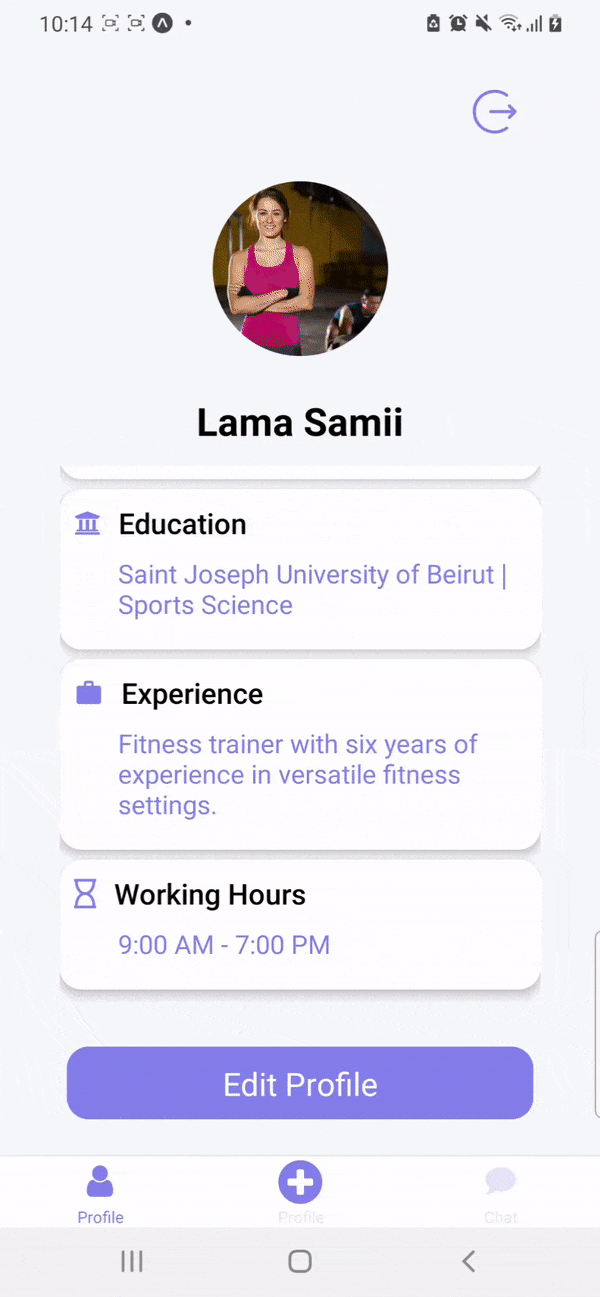 10:14
Lama Samii
Education
Saint Joseph University of Beirut |
Sports Science
Experience
Fitness trainer with six years of
experience in versatile fitness
settings.
Working Hours
9:00 AM - 7:00 PM
Edit Profile
Profile
Profile
Chat